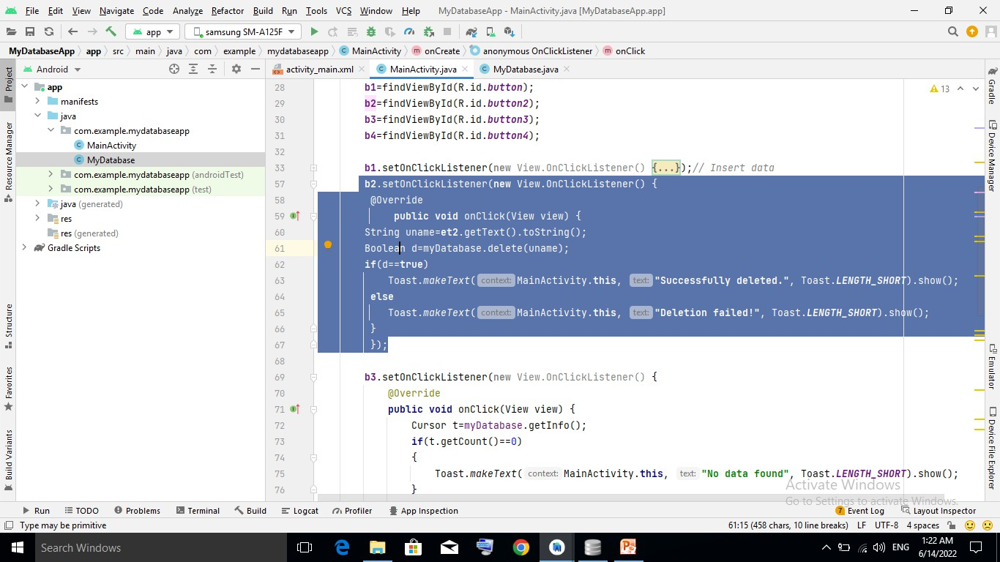 File Edit View Navigate Code Analyze Refactor Build Run Tools VCS Window Help MyDatabaseApp - MainActivity.java [MyDatabaseApp.app]
app samsung SM-A125F
MyDatabaseApp app src main java com example mydatabaseapp MainActivity onCreate anonymous OnClickListener onClick
Project
Resource Manager
Structure
Favorites
Build Variants
Android
app
manifests
java
com.example.mydatabaseapp
MainActivity
MyDatabase
com.example.mydatabaseapp (androidTest)
com.example.mydatabaseapp (test)
java (generated)
res
res (generated)
Gradle Scripts
activity_main.xml MainActivity.java MyDatabase.java
13
28 b1=findViewById(R.id.button);
29 b2=findViewById(R.id.button2);
30 b3=findViewById(R.id.button3);
31 b4=findViewById(R.id.button4);
32
33 b1.setOnClickListener(new View.OnClickListener() {...});// Insert data
57 b2.setOnClickListener(new View.OnClickListener() {
58 @Override
59 public void onClick(View view) {
60 String uname=et2.getText().toString();
61 Boolean d=myDatabase.delete(uname);
62 if(d==true)
63 Toast.makeText( context: MainActivity.this, text: "Successfully deleted.", Toast.LENGTH_SHORT).show();
64 else
65 Toast.makeText( context: MainActivity.this, text: "Deletion failed!", Toast.LENGTH_SHORT).show();
66 }
67 });
68
69 b3.setOnClickListener(new View.OnClickListener() {
70 @Override
71 public void onClick(View view) {
72 Cursor t=myDatabase.getInfo();
73 if(t.getCount()==0)
74 {
75 Toast.makeText( context: MainActivity.this, text: "No data found", Toast.LENGTH_SHORT).show();
76 }
Activate Windows
Go to Settings to activate Windows.
Gradle
Device Manager
Emulator
Device File Explorer
Run TODO Problems Terminal Build Logcat Profiler App Inspection 7 Event Log Layout Inspector
Type may be primitive 61:15 (458 chars, 10 line breaks) LF UTF-8 4 spaces
Search Windows
ENG
1:22 AM
6/14/2022